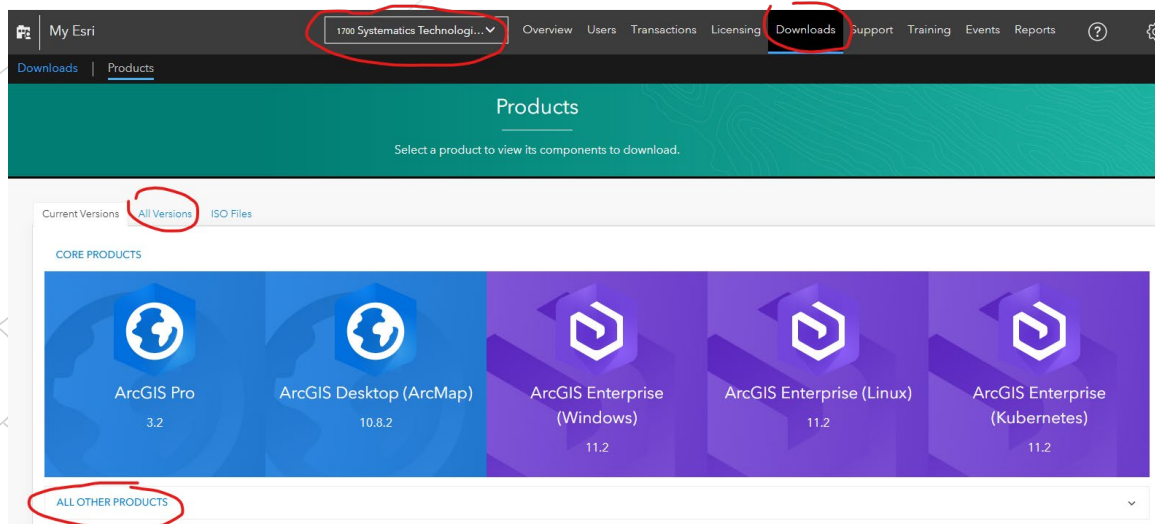 My Esri
1700 Systematics Technologi...
Overview Users Transactions Licensing Downloads Support Training Events Reports
Downloads | Products
Products
Select a product to view its components to download.
Current Versions All Versions ISO Files
CORE PRODUCTS
ArcGIS Pro
3.2
ArcGIS Desktop (ArcMap)
10.8.2
ArcGIS Enterprise
(Windows)
11.2
ArcGIS Enterprise (Linux)
11.2
ArcGIS Enterprise
(Kubernetes)
11.2
ALL OTHER PRODUCTS